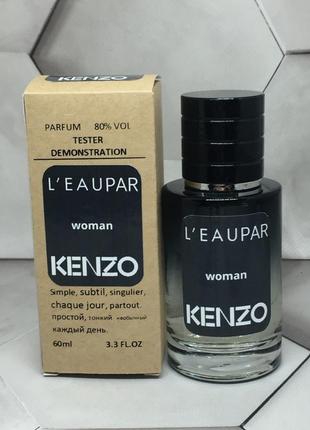 PARFUM 80% VOL
TESTER
DEMONSTRATION
L'EAUPAR
woman
KENZO
Simple, subtil, singulier,
chaque jour, partout.
простой, тонкий необычный
каждый день.
60ml 3.3 FL.OZ
L'EAUPAR
woman
KENZO